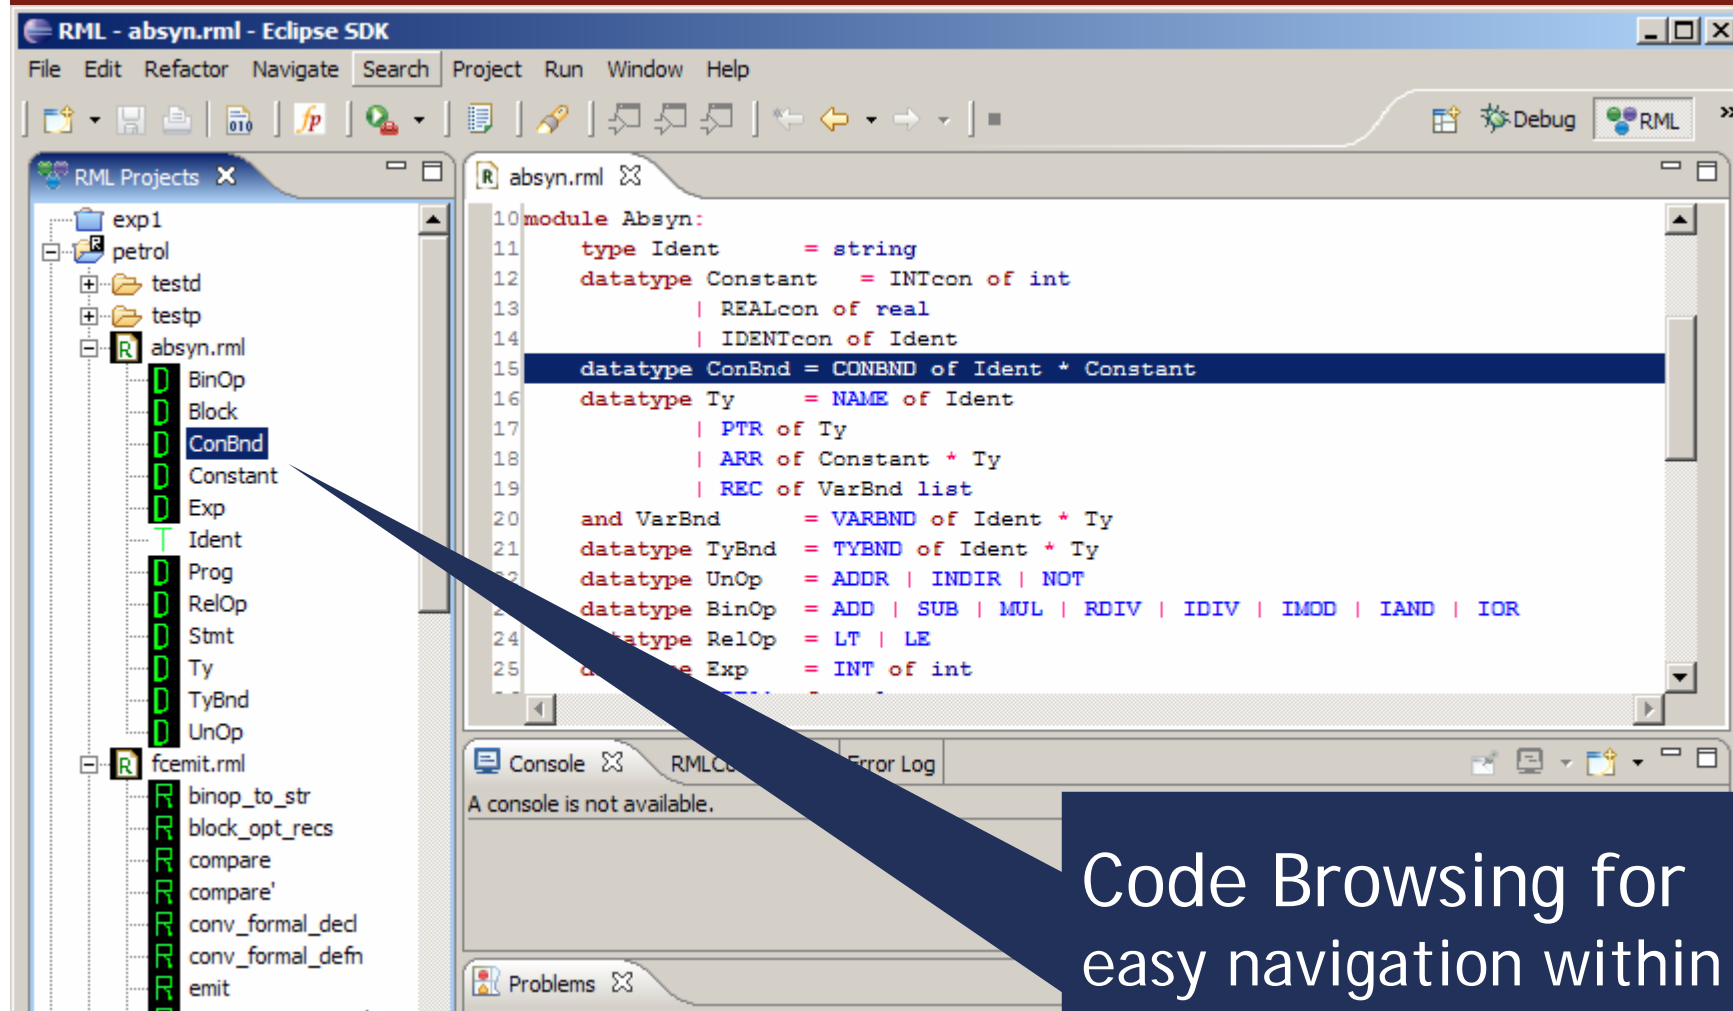 RML - absyn.rml - Eclipse SDK
File Edit Refactor Navigate Search Project Run Window Help
010 fp Debug RML »
RML Projects
exp1
petrol
testd
testp
absyn.rml
BinOp
Block
ConBnd
Constant
Exp
Ident
Prog
RelOp
Stmt
Ty
TyBnd
UnOp
fcemit.rml
binop_to_str
block_opt_recs
compare
compare'
conv_formal_decl
conv_formal_defn
emit
absyn.rml
10 module Absyn:
11 type Ident = string
12 datatype Constant = INTcon of int
13 | REALcon of real
14 | IDENTcon of Ident
15 datatype ConBnd = CONBND of Ident * Constant
16 datatype Ty = NAME of Ident
17 | PTR of Ty
18 | ARR of Constant * Ty
19 | REC of VarBnd list
20 and VarBnd = VARBND of Ident * Ty
21 datatype TyBnd = TYBND of Ident * Ty
datatype UnOp = ADDR | INDIR | NOT
datatype BinOp = ADD | SUB | MUL | RDIV | IDIV | IMOD | IAND | IOR
24 datatype RelOp = LT | LE
25 Exp = INT of int
Console Error Log
A console is not available.
Problems
Code Browsing for
easy navigation within